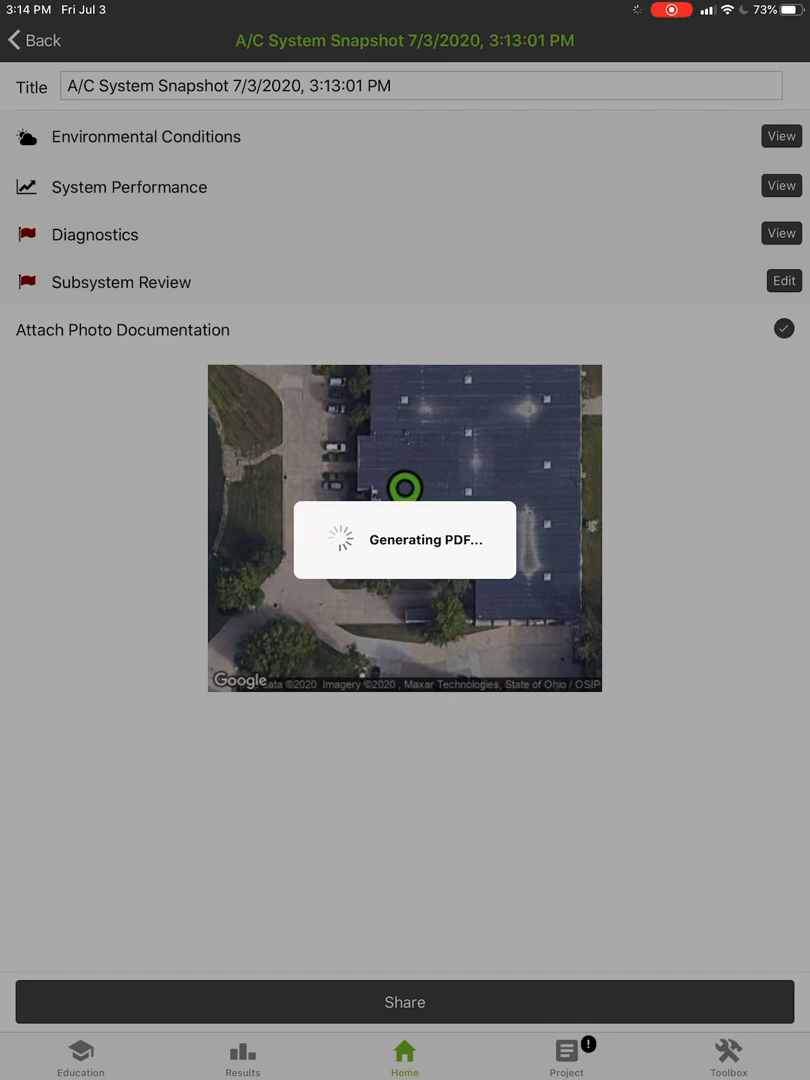 3:14 PM Fri Jul 3
73%
Back
A/C System Snapshot 7/3/2020, 3:13:01 PM
Title
A/C System Snapshot 7/3/2020, 3:13:01 PM
Environmental Conditions
View
System Performance
View
Diagnostics
View
Subsystem Review
Edit
Attach Photo Documentation
Generating PDF...
Google
©2020 Imagery ©2020 , Maxar Technologies, State of Ohio / OSIP
Share
Education
Results
Home
Project
!
Toolbox